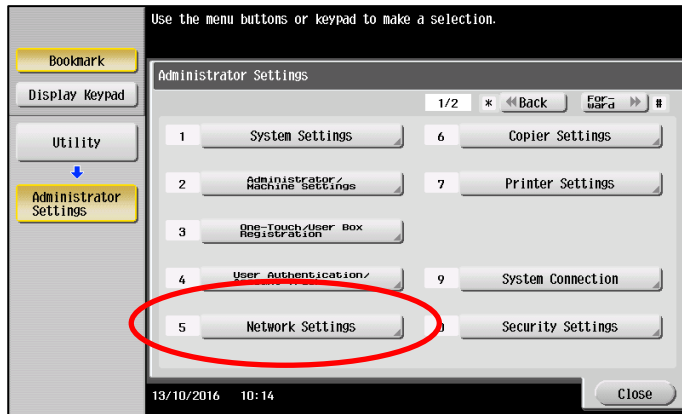 Use the menu buttons or keypad to make a selection.
Bookmark
Display Keypad
Utility
Administrator
Settings
Administrator Settings
1/2 * Back For-
ward #
1 System Settings
2 Administrator/
Machine Settings
3 One-Touch/User Box
Registration
4 User Authentication/
5 Network Settings
6 Copier Settings
7 Printer Settings
9 System Connection
Security Settings
13/10/2016 10:14
Close